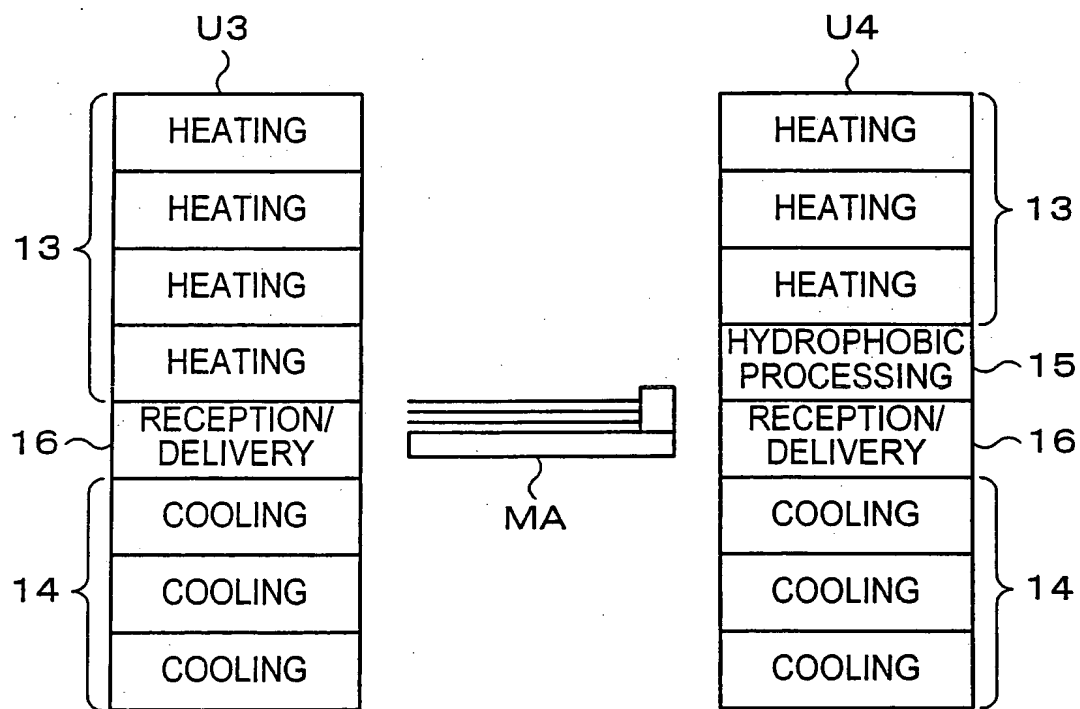 U3
HEATING
HEATING
HEATING
HEATING
RECEPTION/
DELIVERY
COOLING
COOLING
COOLING
13
16
14
MA
U4
HEATING
HEATING
HEATING
HYDROPHOBIC
PROCESSING
RECEPTION/
DELIVERY
COOLING
COOLING
COOLING
13
15
16
14